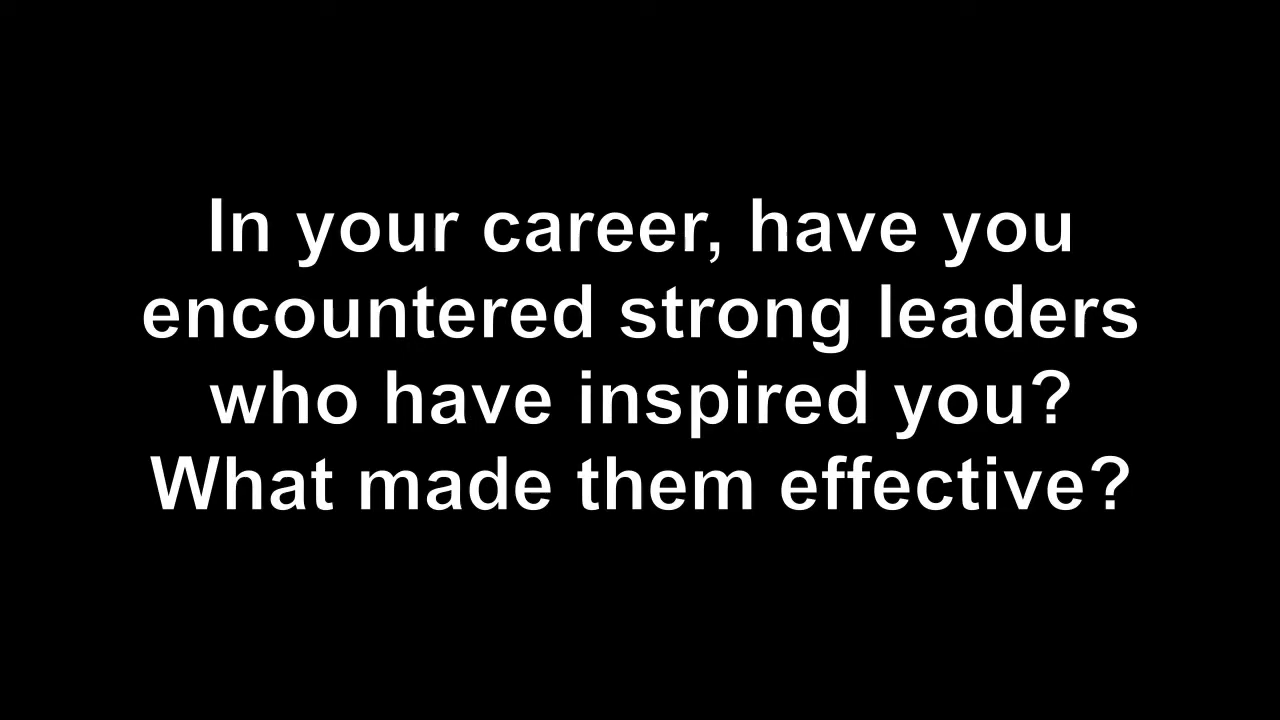 In your career, have you
encountered strong leaders
who have inspired you?
What made them effective?